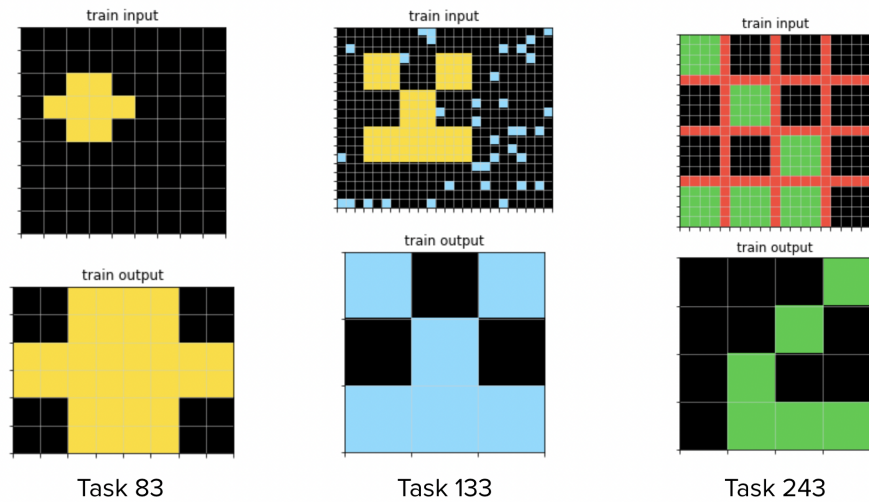 train input
train input
train input
train output
train output
train output
Task 83
Task 133
Task 243